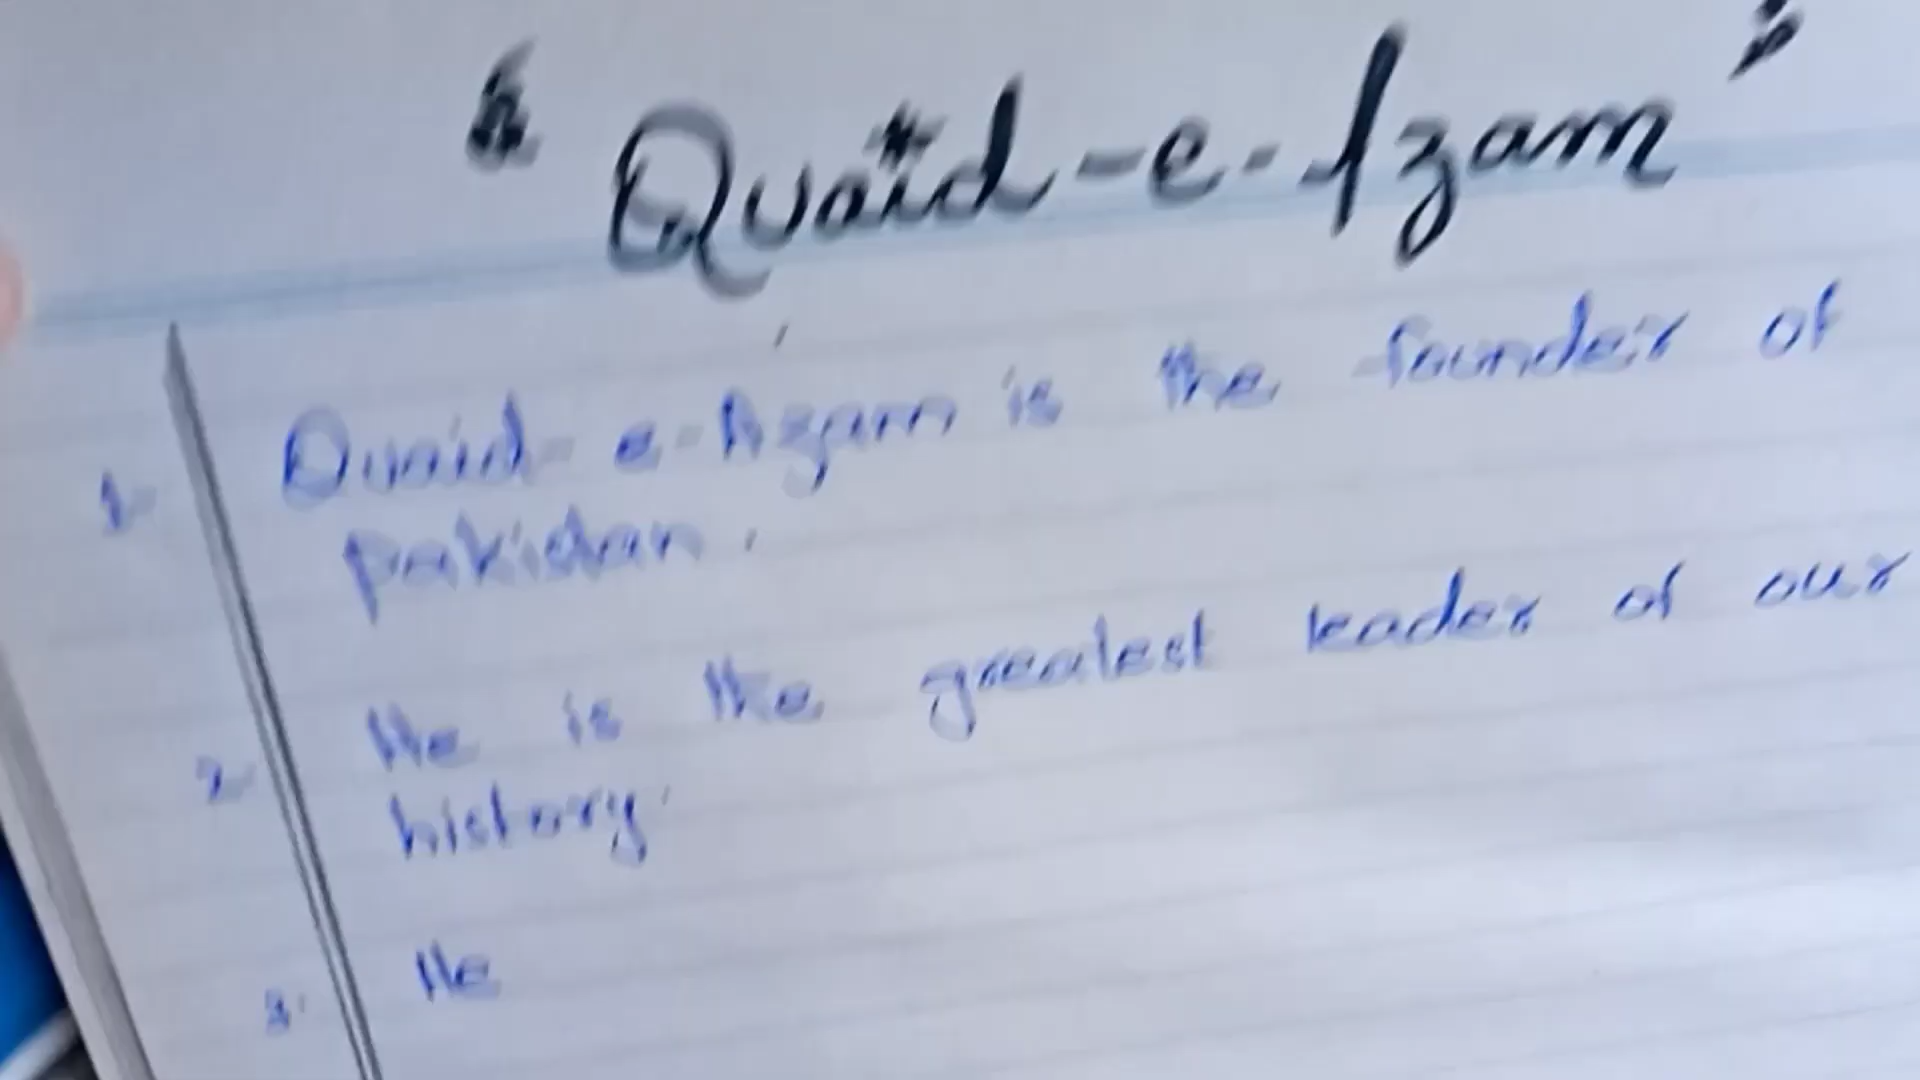 "Quaid-e-Azam"
1- Quaid-e-Azam is the founder of
pakistan.
2- He is the greatest leader of our
history.
3- He